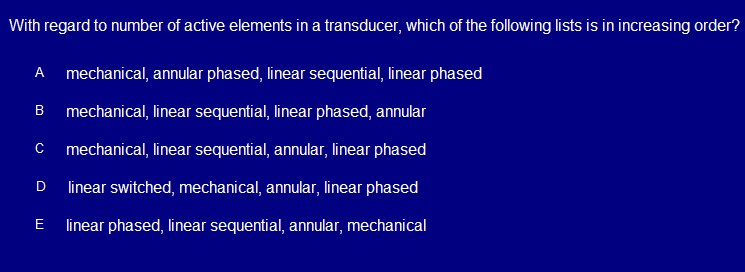 With regard to number of active elements in a transducer, which of the following lists is in increasing order?
A mechanical, annular phased, linear sequential, linear phased
B mechanical, linear sequential, linear phased, annular
C mechanical, linear sequential, annular, linear phased
D linear switched, mechanical, annular, linear phased
E linear phased, linear sequential, annular, mechanical